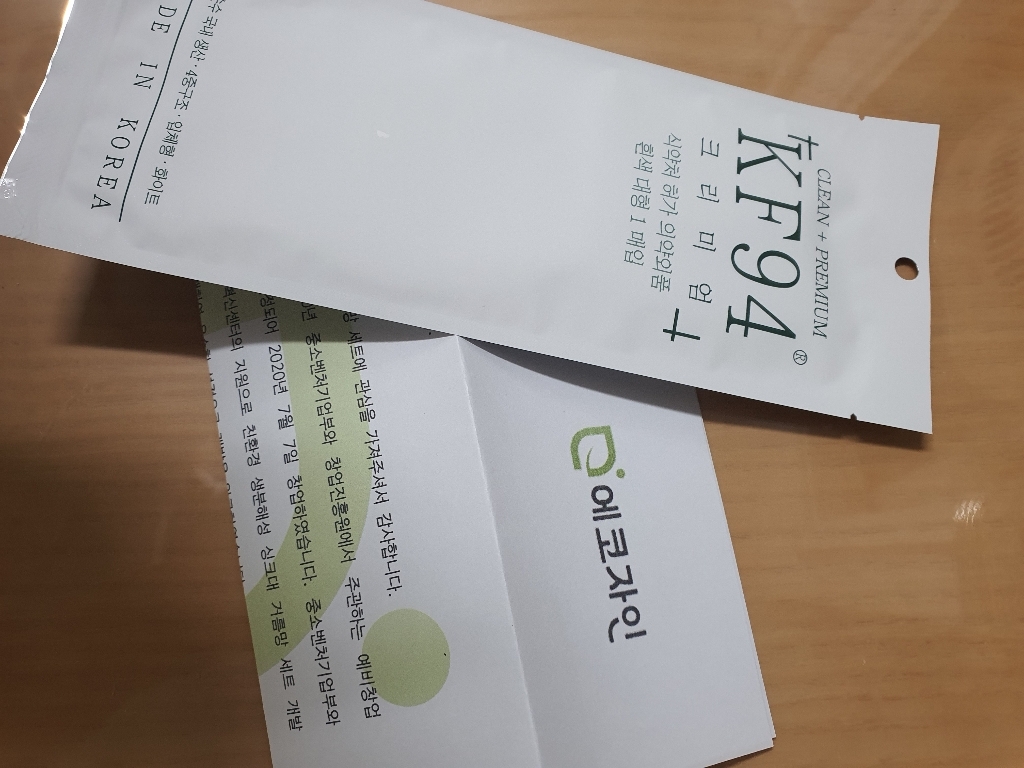 CLEAN + PREMIUM
KF94®
크리미엄
식약처 허가 의약외품
흰색 대형 1매입
국내 생산 · 4중구조 · 일체형 · 화이트
DE IN KOREA
에코자인
세트에 관심을 가져주셔서 감사합니다.
중소벤처기업부와 창업진흥원에서 주관하는 예비창업
되어 2020년 7월 7일 창업하였습니다. 중소벤처기업부와
지원으로 친환경 생분해성 싱크대 거름망 세트 개발